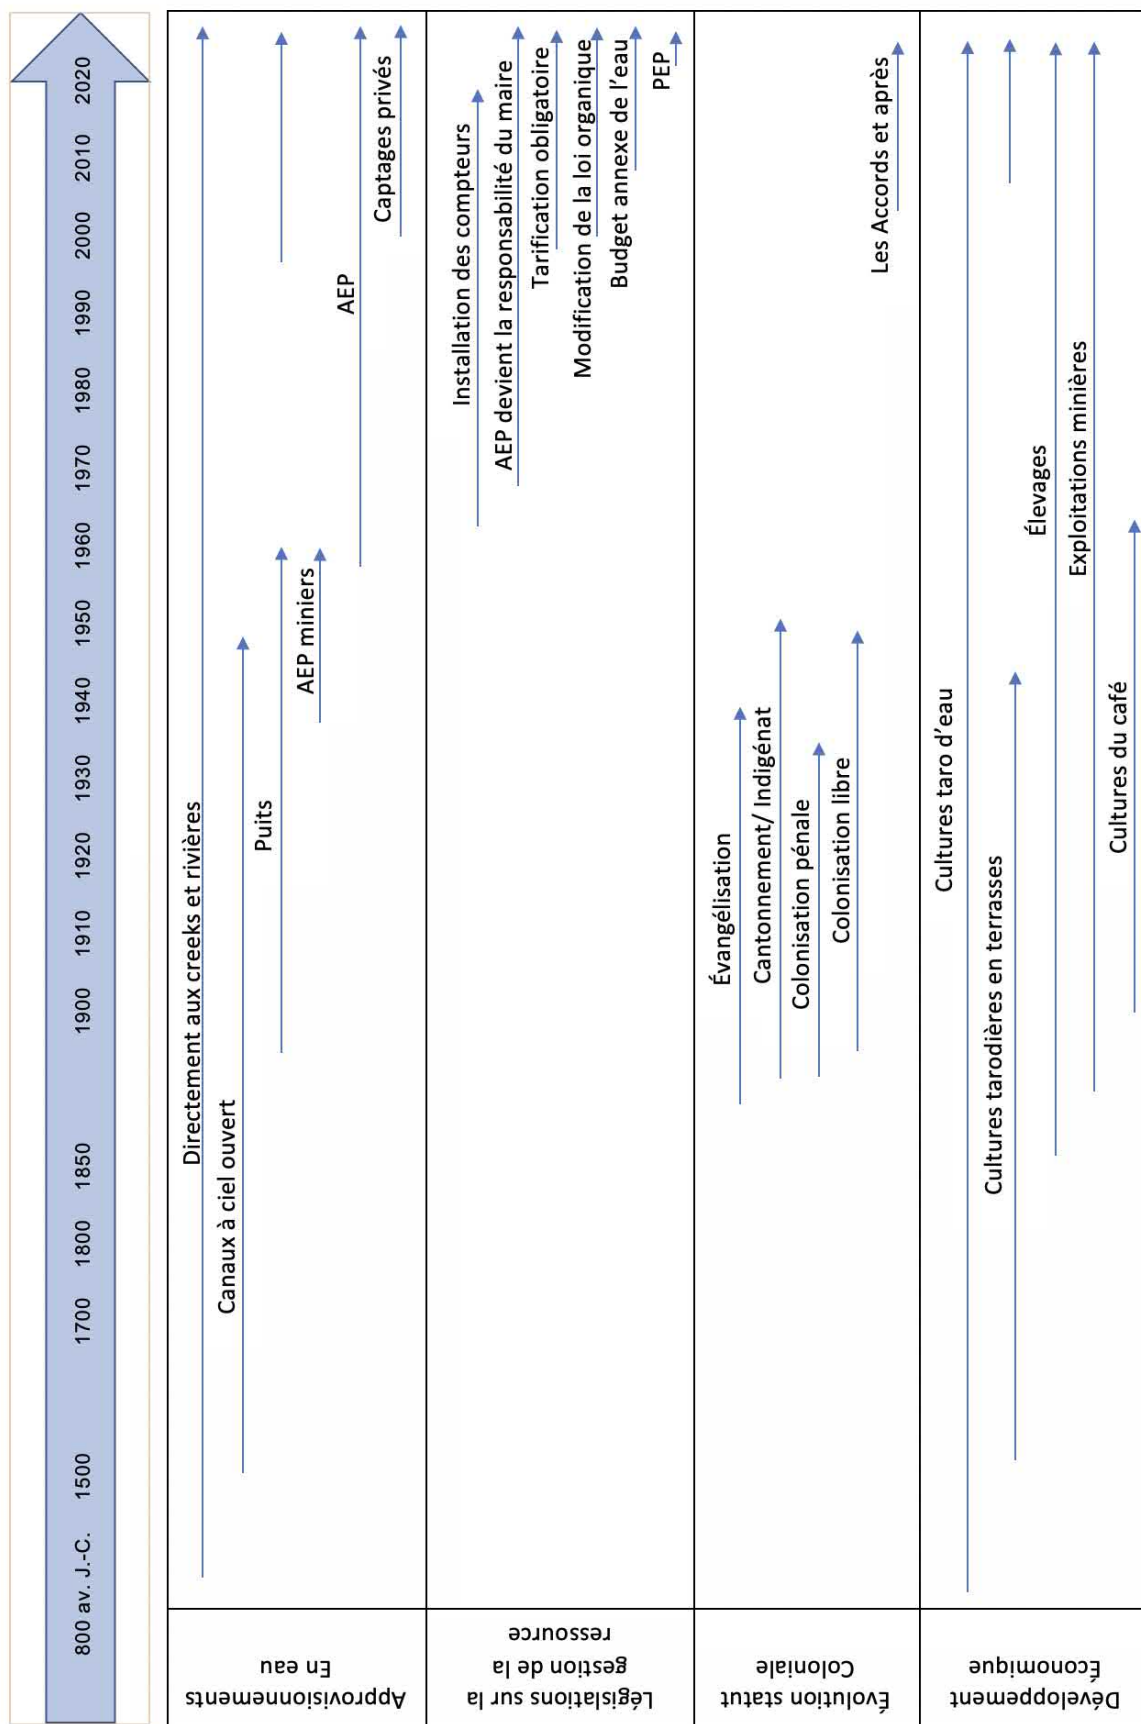 800 av. J.-C.
1500
1700
1800
1850
1900
1910
1920
1930
1940
1950
1960
1970
1980
1990
2000
2010
2020
Approvisionnements
En eau
Directement aux creeks et rivières
Canaux à ciel ouvert
Puits
AEP miniers
AEP
Captages privés
Législations sur la
gestion de la
ressource
Installation des compteurs
AEP devient la responsabilité du maire
Tarification obligatoire
Modification de la loi organique
Budget annexe de l'eau
PEP
Évolution statut
Coloniale
Évangélisation
Cantonnement/ Indigénat
Colonisation pénale
Colonisation libre
Les Accords et après
Développement
Économique
Cultures taro d'eau
Cultures tarodières en terrasses
Élevages
Exploitations minières
Cultures du café